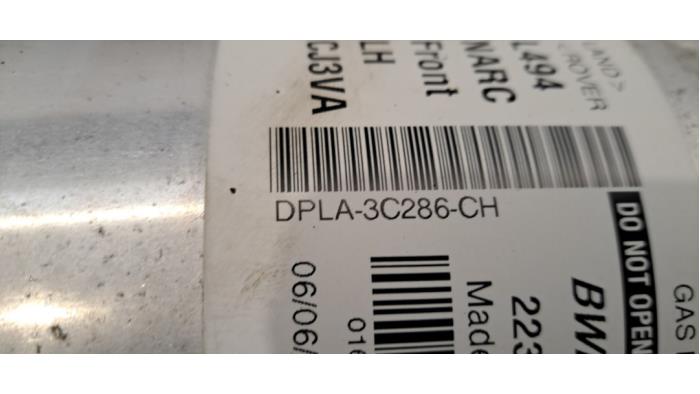 LAND
ROVER
L494
NARC
Front
LH
CJ3VA
DPLA-3C286-CH
DO NOT OPEN
GAS
BWI
223
Made
016
06/06/